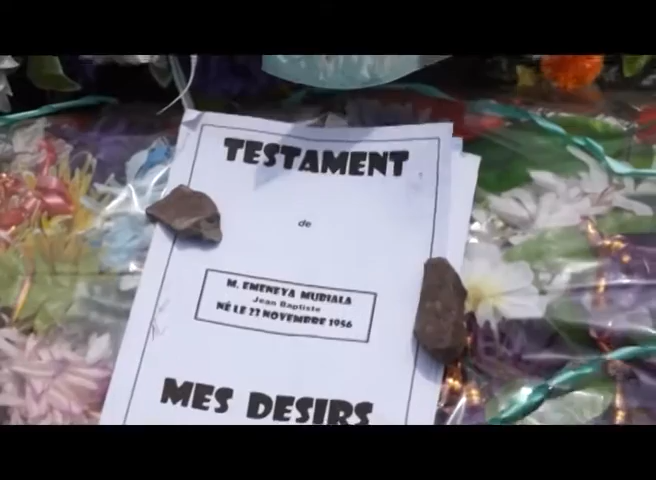 TESTAMENT
de
M. EMENEYA MUBIALA
Jean Baptiste
NÉ LE 23 NOVEMBRE 1956
MES DESIRS